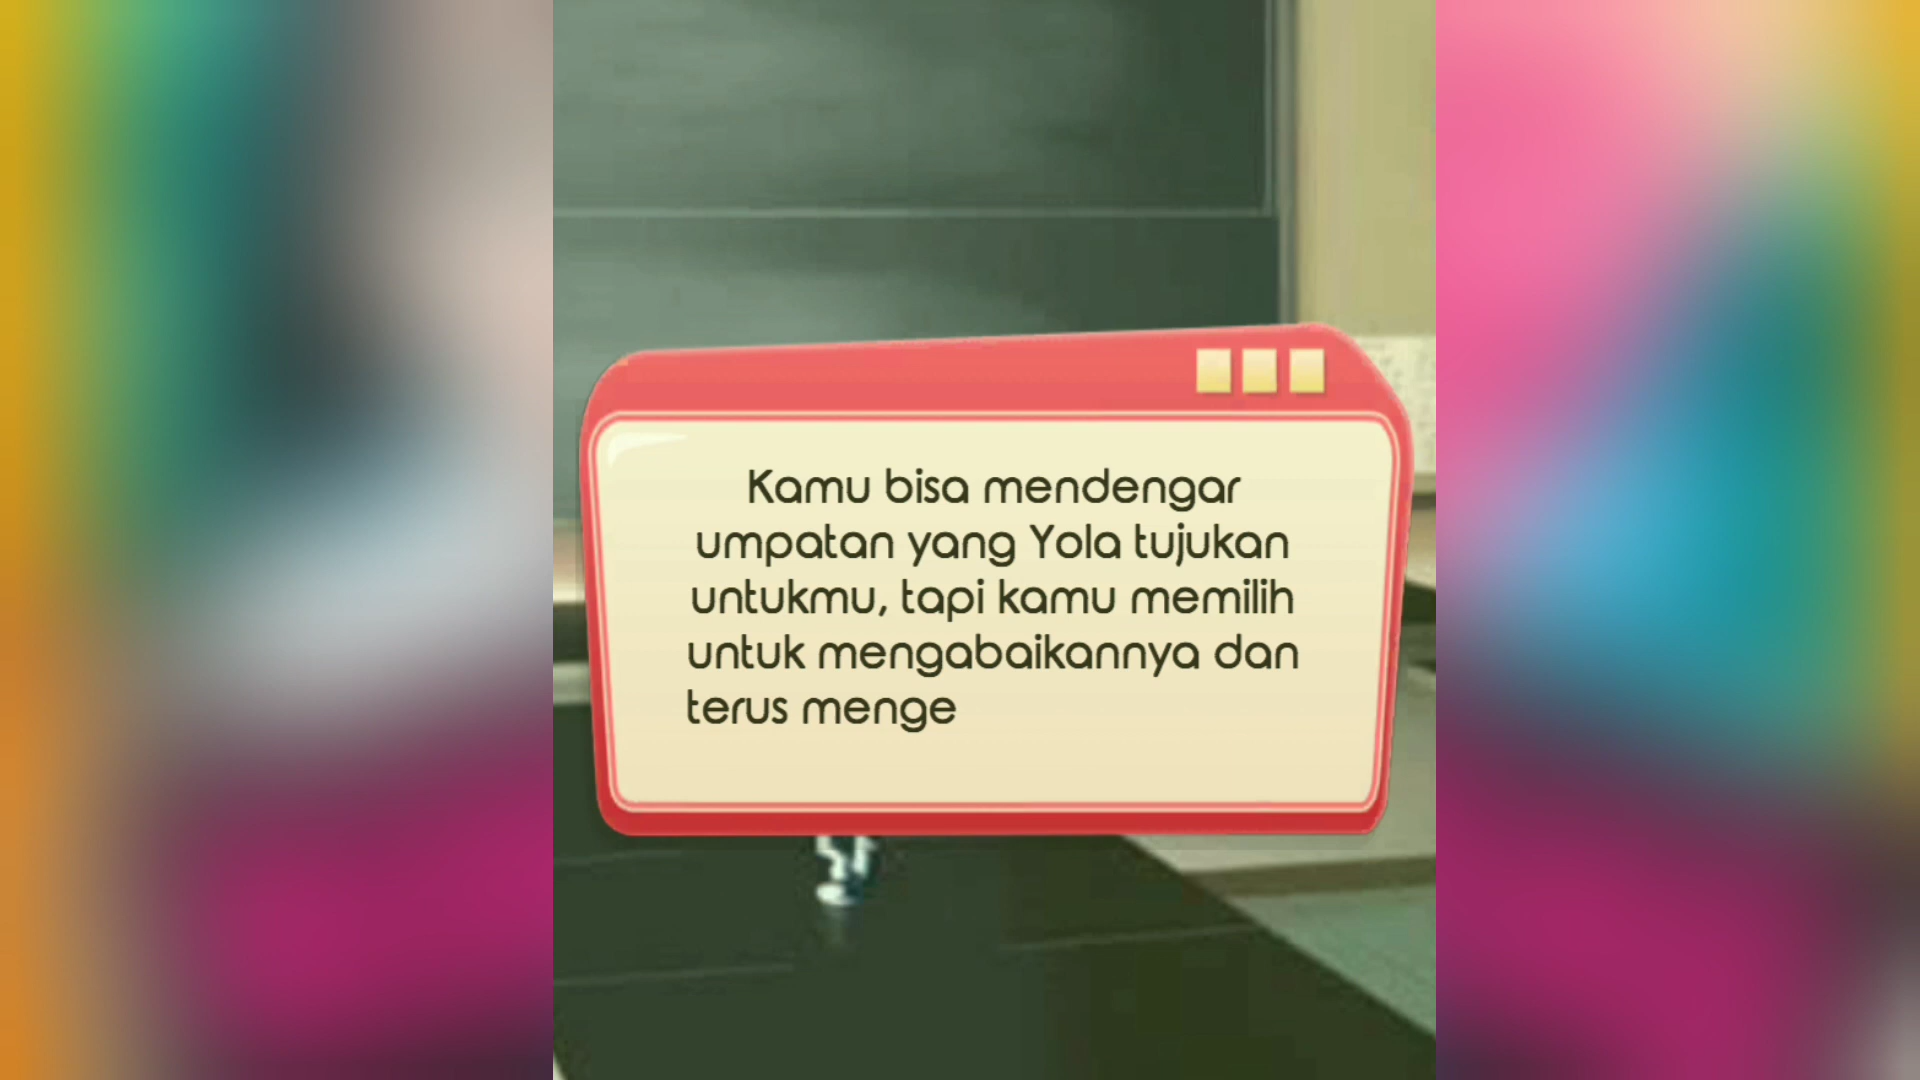 Kamu bisa mendengar
umpatan yang Yola tujukan
untukmu, tapi kamu memilih
untuk mengabaikannya dan
terus menge